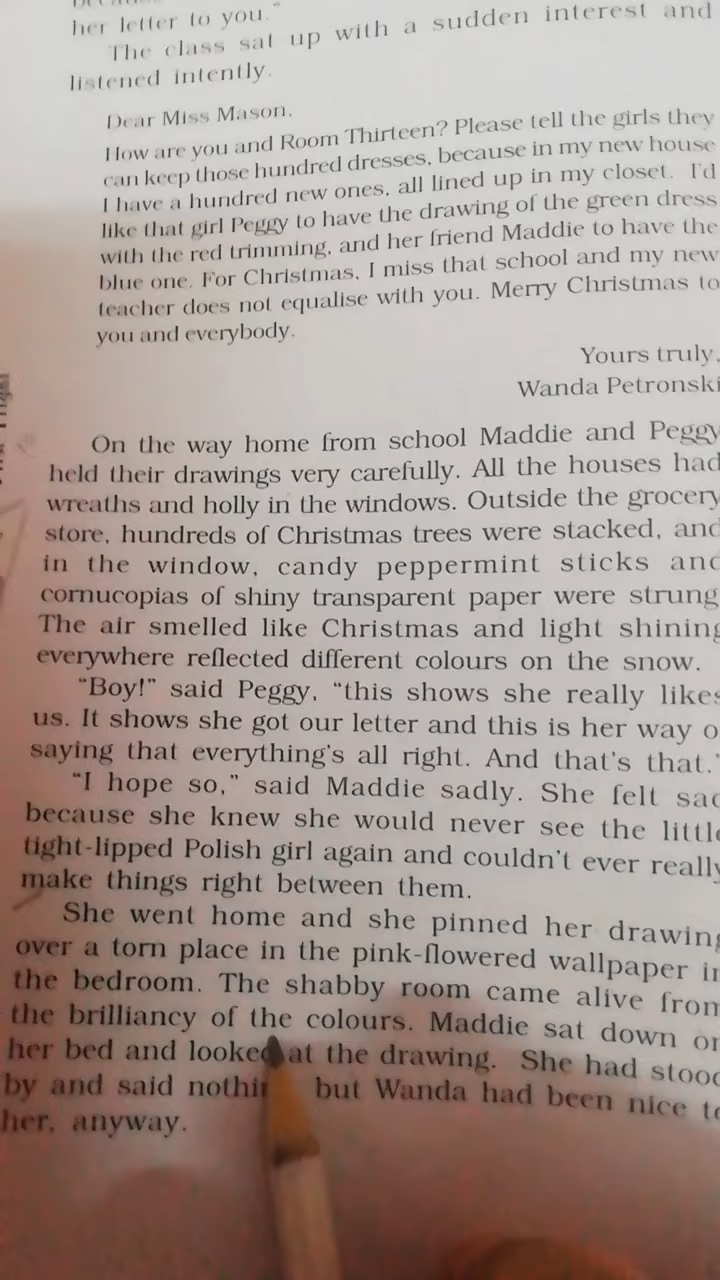 her letter to you."
The class sat up with a sudden interest and
listened intently.
Dear Miss Mason,
How are you and Room Thirteen? Please tell the girls they
can keep those hundred dresses, because in my new house
I have a hundred new ones, all lined up in my closet. I'd
like that girl Peggy to have the drawing of the green dress
with the red trimming, and her friend Maddie to have the
blue one. For Christmas, I miss that school and my new
teacher does not equalise with you. Merry Christmas to
you and everybody.
Yours truly,
Wanda Petronski
On the way home from school Maddie and Peggy
held their drawings very carefully. All the houses had
wreaths and holly in the windows. Outside the grocery
store, hundreds of Christmas trees were stacked, and
in the window, candy peppermint sticks and
cornucopias of shiny transparent paper were strung
The air smelled like Christmas and light shining
everywhere reflected different colours on the snow.
"Boy!" said Peggy, "this shows she really likes
us. It shows she got our letter and this is her way o
saying that everything's all right. And that's that."
"I hope so," said Maddie sadly. She felt sad
because she knew she would never see the little
tight-lipped Polish girl again and couldn't ever really
make things right between them.
She went home and she pinned her drawing
over a torn place in the pink-flowered wallpaper in
the bedroom. The shabby room came alive from
the brilliancy of the colours. Maddie sat down on
her bed and looked at the drawing. She had stood
by and said nothin but Wanda had been nice to
her, anyway.